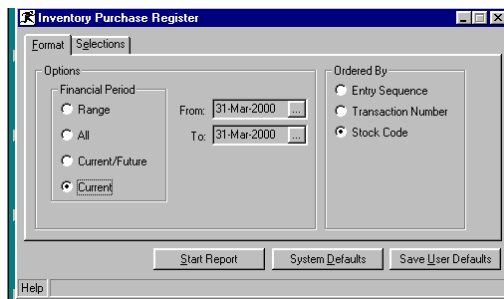 Inventory Purchase Register
Format Selections
Options
Financial Period
Range
All
Current/Future
Current
From: 31-Mar-2000 ...
To: 31-Mar-2000 ...
Ordered By
Entry Sequence
Transaction Number
Stock Code
Start Report System Defaults Save User Defaults
Help